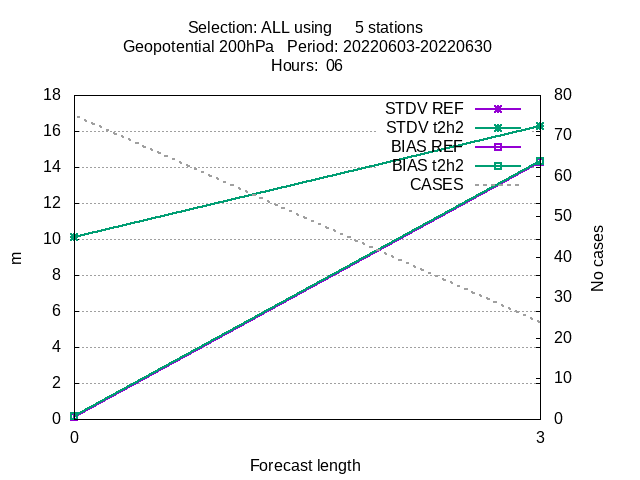 Selection: ALL using     5 stations
Geopotential 200hPa   Period: 20220603-20220630
Hours:  06
18
16
14
12
10
8
6
4
2
0
m
80
70
60
50
40
30
20
10
0
No cases
STDV REF
STDV t2h2
BIAS REF
BIAS t2h2
CASES
0
3
Forecast length